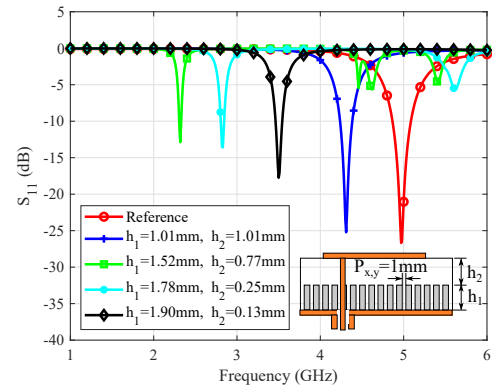 0
-5
-10
-15
-20
-25
-30
-35
-40
S11 (dB)
Reference
h1=1.01mm, h2=1.01mm
h1=1.52mm, h2=0.77mm
h1=1.78mm, h2=0.25mm
h1=1.90mm, h2=0.13mm
Px,y=1mm
h2
h1
1 2 3 4 5 6
Frequency (GHz)